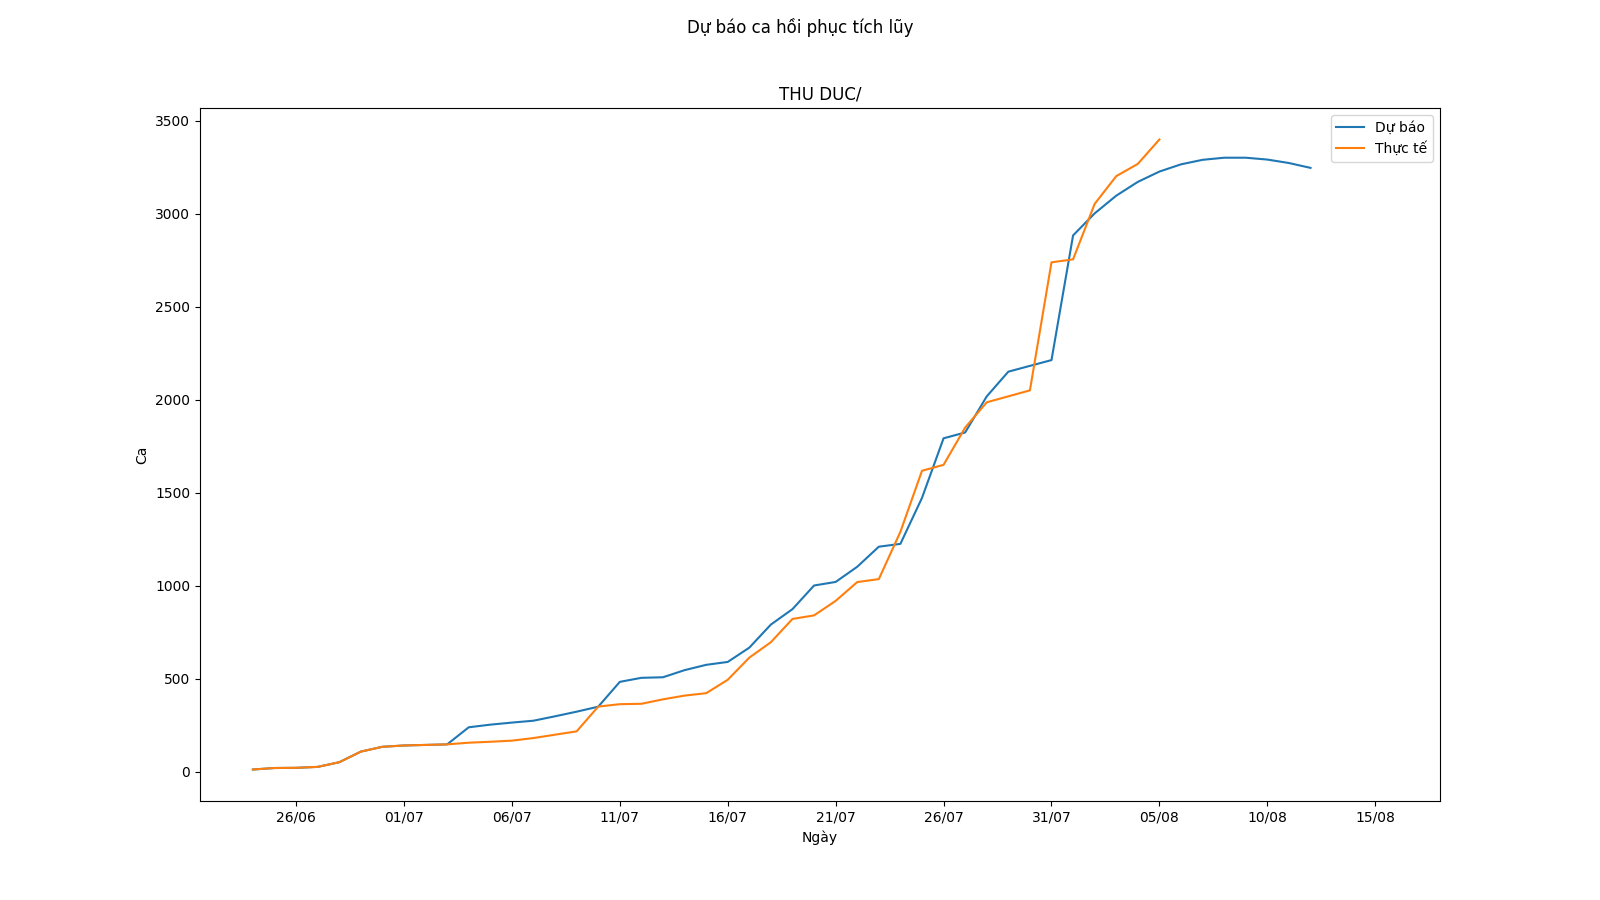 Dự báo ca hồi phục tích lũy
THU DUC/
3500
3000
2500
2000
1500
1000
500
0
Ca
Dự báo
Thực tế
26/06 01/07 06/07 11/07 16/07 21/07 26/07 31/07 05/08 10/08 15/08
Ngày